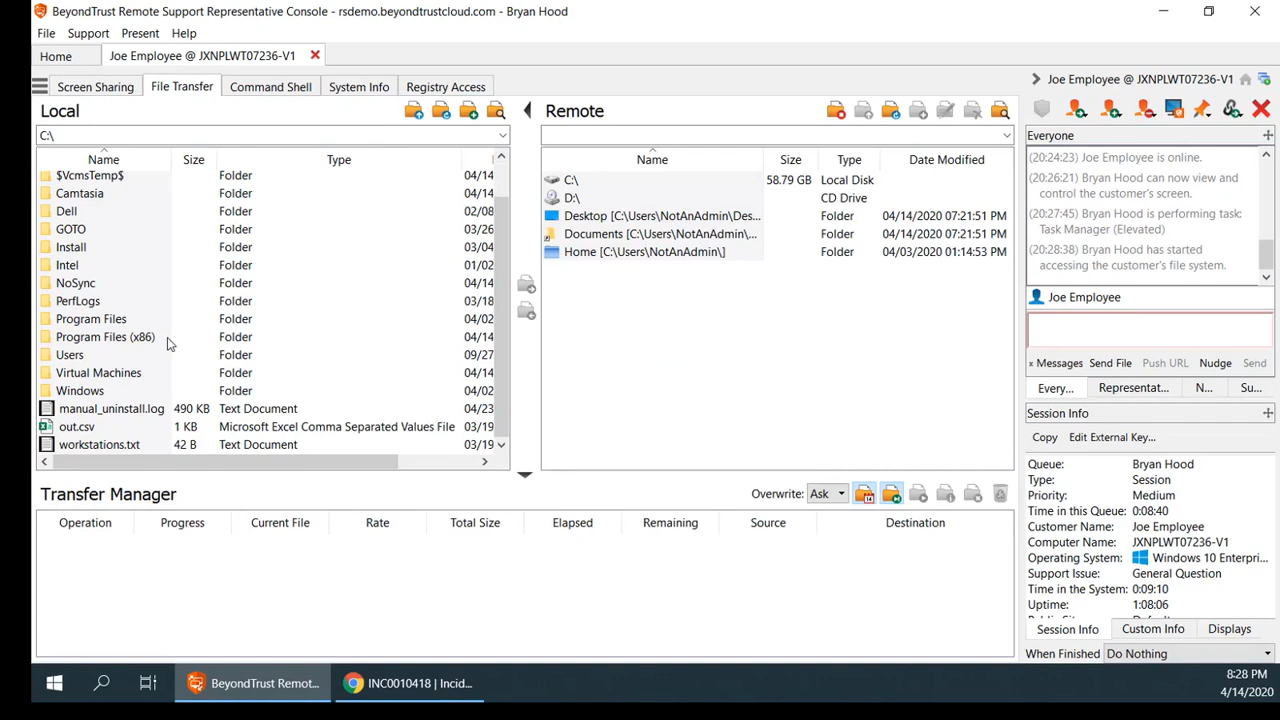 BeyondTrust Remote Support Representative Console - rsdemo.beyondtrustcloud.com - Bryan Hood
File Support Present Help
Home Joe Employee @ JXNPLWT07236-V1
Screen Sharing File Transfer Command Shell System Info Registry Access
Joe Employee @ JXNPLWT07236-V1
Local
C:\
Name Size Type
$VcmsTemp$ Folder 04/14
Camtasia Folder 04/14
Dell Folder 02/08
GOTO Folder 03/26
Install Folder 03/04
Intel Folder 01/02
NoSync Folder 04/14
PerfLogs Folder 03/18
Program Files Folder 04/02
Program Files (x86) Folder 04/14
Users Folder 09/27
Virtual Machines Folder 04/14
Windows Folder 04/02
manual_uninstall.log 490 KB Text Document 04/23
out.csv 1 KB Microsoft Excel Comma Separated Values File 03/19
workstations.txt 42 B Text Document 03/19
Remote
Name Size Type Date Modified
C:\ 58.79 GB Local Disk
D:\ CD Drive
Desktop [C:\Users\NotAnAdmin\Des... Folder 04/14/2020 07:21:51 PM
Documents [C:\Users\NotAnAdmin\... Folder 04/14/2020 07:21:51 PM
Home [C:\Users\NotAnAdmin\] Folder 04/03/2020 01:14:53 PM
Transfer Manager
Overwrite: Ask
Operation Progress Current File Rate Total Size Elapsed Remaining Source Destination
Everyone
(20:24:23) Joe Employee is online.
(20:26:21) Bryan Hood can now view and
control the customer's screen.
(20:27:45) Bryan Hood is performing task:
Task Manager (Elevated)
(20:28:38) Bryan Hood has started
accessing the customer's file system.
Joe Employee
Messages Send File Push URL Nudge Send
Every... Representat... N... Su...
Session Info
Copy Edit External Key...
Queue: Bryan Hood
Type: Session
Priority: Medium
Time in this Queue: 0:08:40
Customer Name: Joe Employee
Computer Name: JXNPLWT07236-V1
Operating System: Windows 10 Enterpri...
Support Issue: General Question
Time in the System: 0:09:10
Uptime: 1:08:06
Session Info Custom Info Displays
When Finished Do Nothing
BeyondTrust Remot...
INC0010418 | Incid...
8:28 PM
4/14/2020